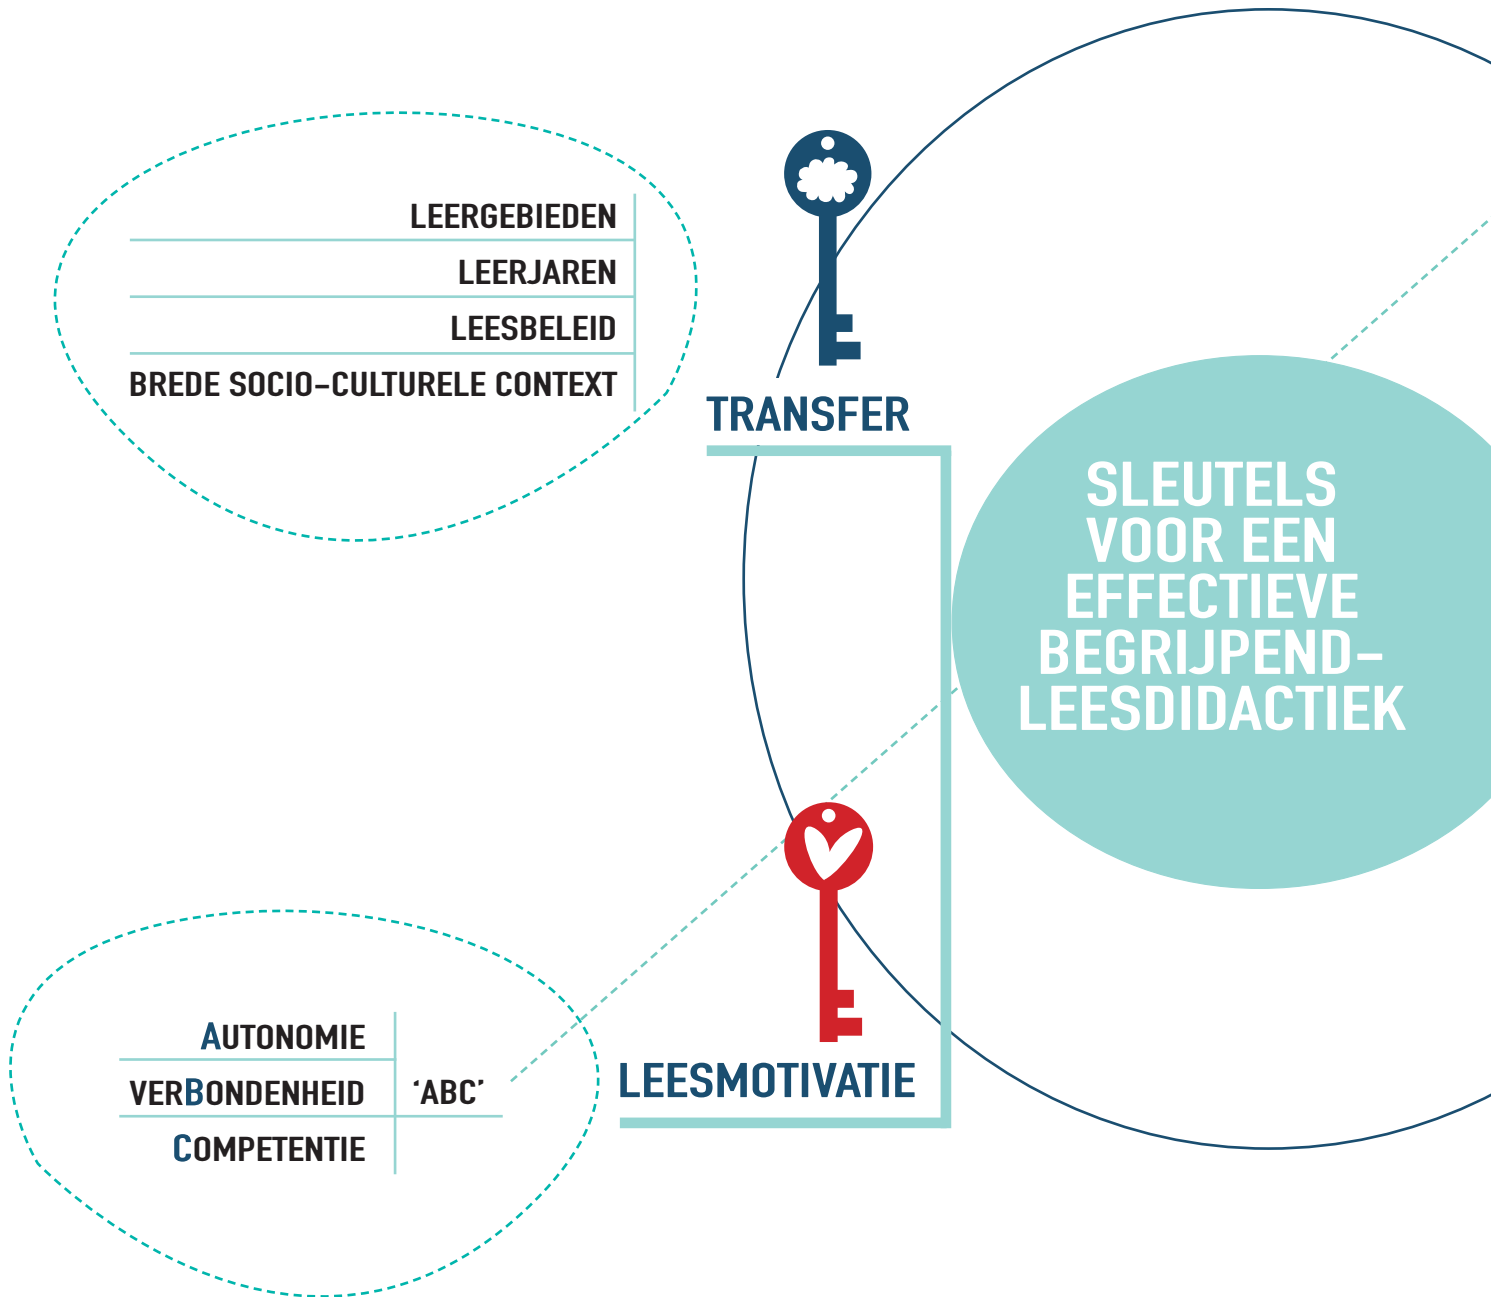 LEERGEBIEDEN
LEERJAREN
LEESBELEID
BREDE SOCIO-CULTURELE CONTEXT
TRANSFER
SLEUTELS
VOOR EEN
EFFECTIEVE
BEGRIJPEND-
LEESDIDACTIEK
AUTONOMIE
VERBONDENHEID
‘ABC’
COMPETENTIE
LEESMOTIVATIE